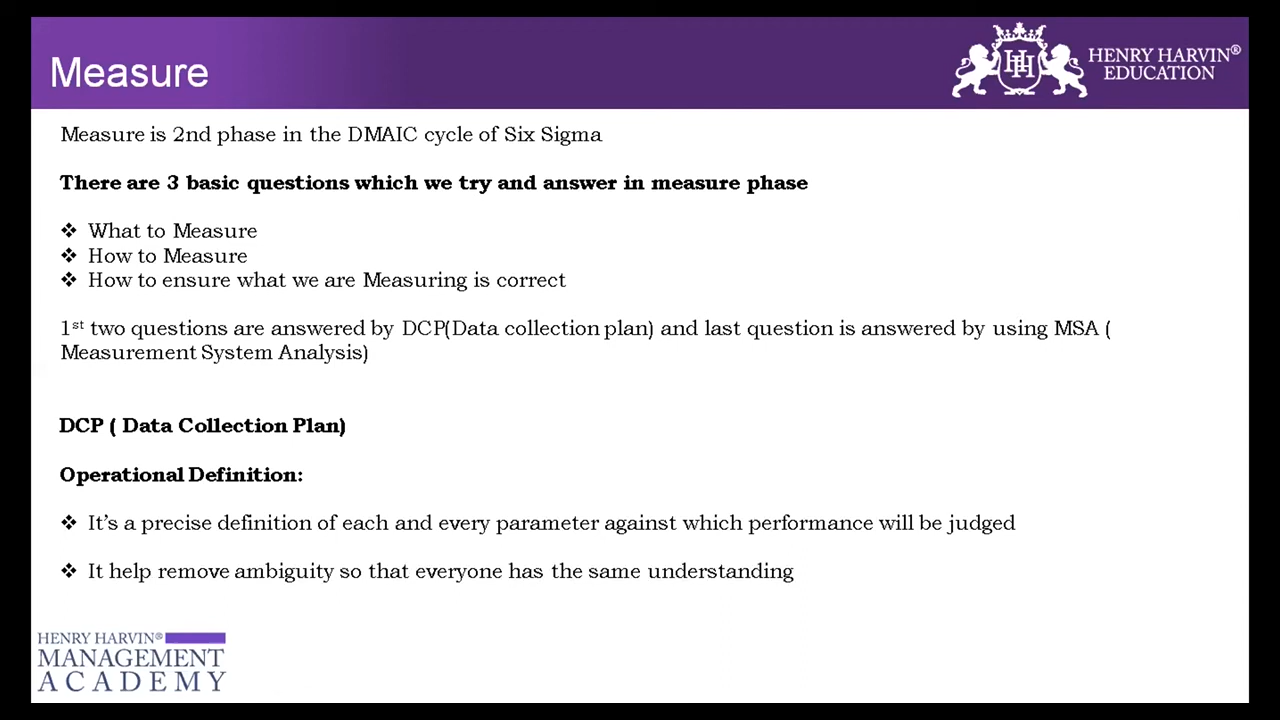 Measure
HENRY HARVIN®
EDUCATION
Measure is 2nd phase in the DMAIC cycle of Six Sigma
There are 3 basic questions which we try and answer in measure phase
❖ What to Measure
❖ How to Measure
❖ How to ensure what we are Measuring is correct
1st two questions are answered by DCP(Data collection plan) and last question is answered by using MSA (
Measurement System Analysis)
DCP ( Data Collection Plan)
Operational Definition:
❖ It's a precise definition of each and every parameter against which performance will be judged
❖ It help remove ambiguity so that everyone has the same understanding
HENRY HARVIN®
MANAGEMENT
ACADEMY